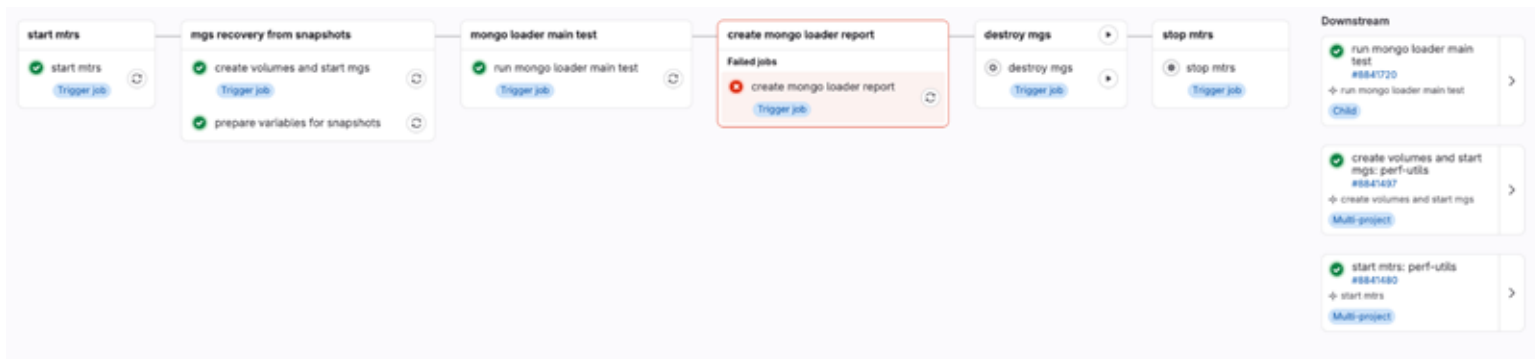 start mtrs
start mtrs
Trigger job
mgs recovery from snapshots
create volumes and start mgs
Trigger job
prepare variables for snapshots
mongo loader main test
run mongo loader main test
Trigger job
create mongo loader report
Failed jobs
create mongo loader report
Trigger job
destroy mgs
destroy mgs
Trigger job
stop mtrs
stop mtrs
Trigger job
Downstream
run mongo loader main
test
#8841720
run mongo loader main test
Child
create volumes and start
mgs: perf-utils
#8841497
create volumes and start mgs
Multi-project
start mtrs: perf-utils
#8841480
start mtrs
Multi-project